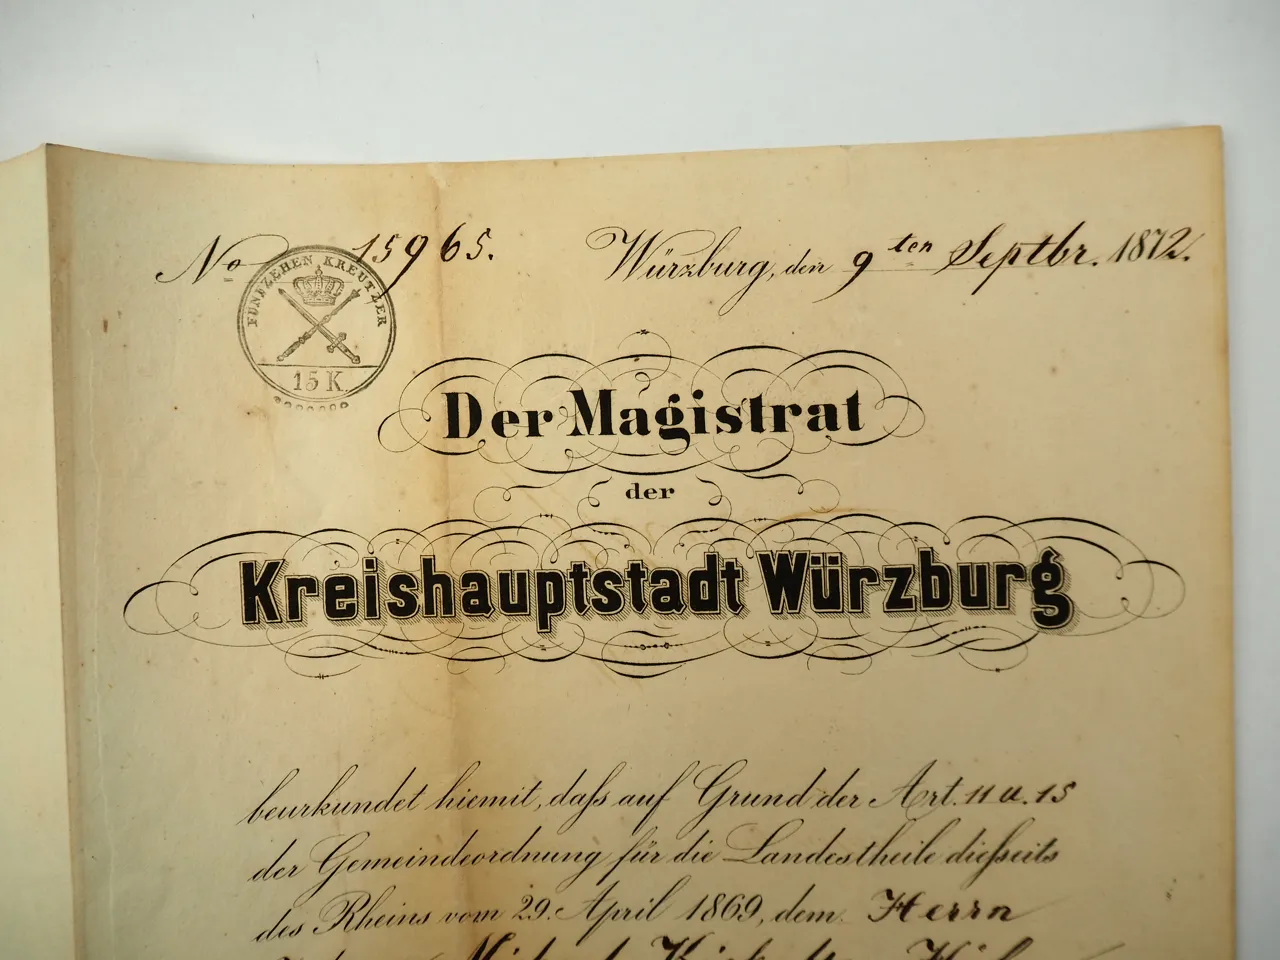 No 15965.
Würzburg, den 9ten Septbr. 1872.
FÜNFZEHEN KREUTZER
15 K.
Der Magistrat
der
Kreishauptstadt Würzburg
beurkundet hiemit, daſs auf Grund der Art. 11 u. 15
der Gemeindeordnung für die Landestheile dieſseits
des Rheins vom 29. April 1869, dem Herrn